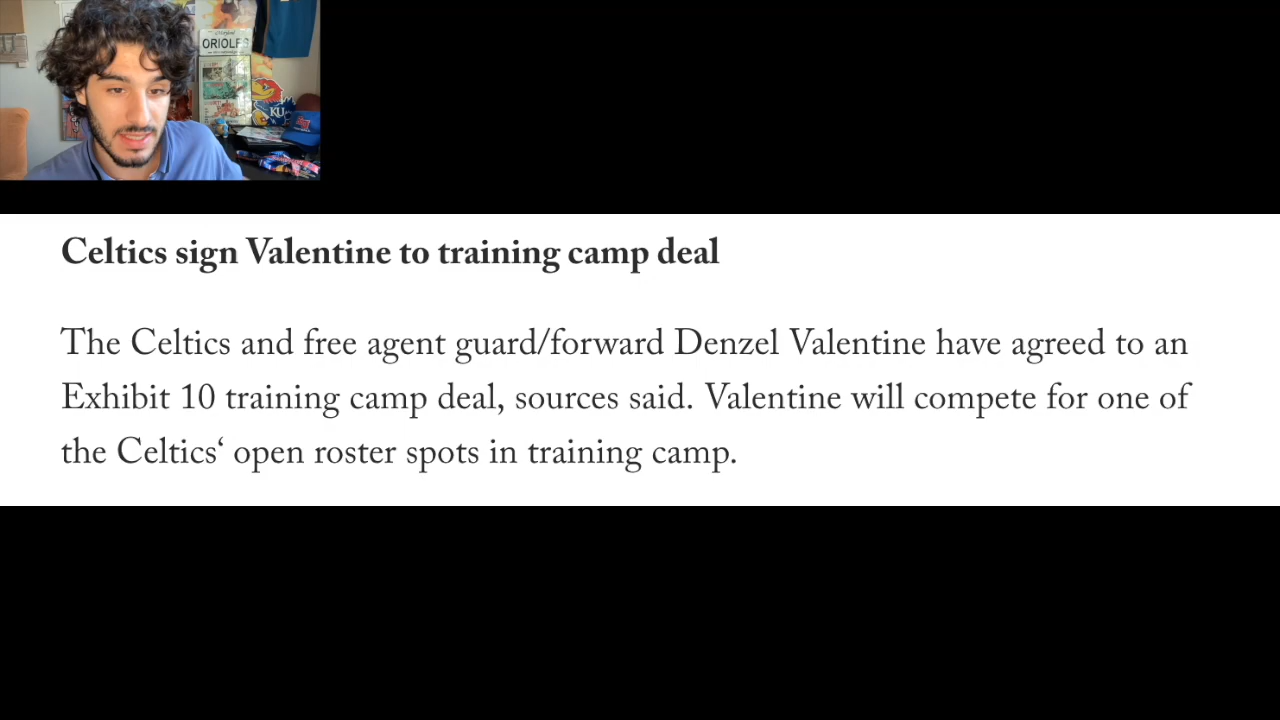 ORIOLES
KU
Celtics sign Valentine to training camp deal
The Celtics and free agent guard/forward Denzel Valentine have agreed to an
Exhibit 10 training camp deal, sources said. Valentine will compete for one of
the Celtics‘ open roster spots in training camp.